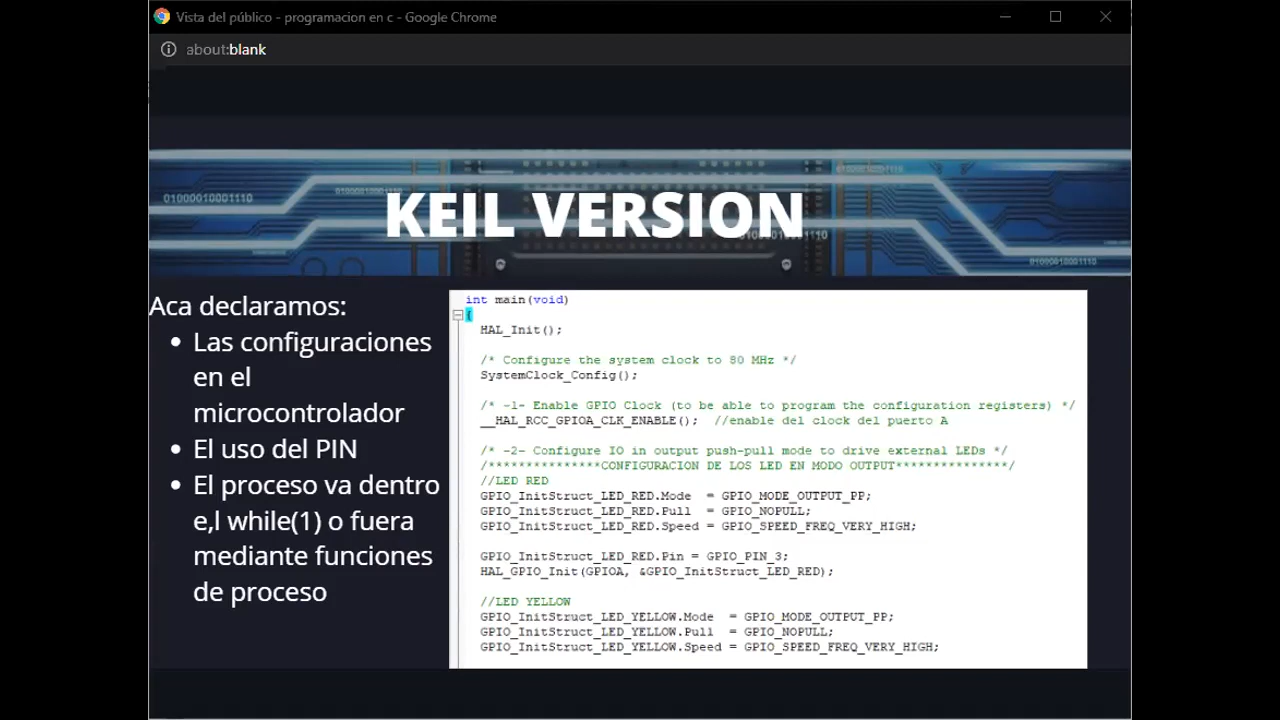 Vista del público - programacion en c - Google Chrome
about:blank
01000010001110
01000010001110
KEIL VERSION
01000010001110
Aca declaramos:
• Las configuraciones
en el
microcontrolador
• El uso del PIN
• El proceso va dentro
e,l while(1) o fuera
mediante funciones
de proceso
int main(void)
{
HAL_Init();
/* Configure the system clock to 80 MHz */
SystemClock_Config();
/* -1- Enable GPIO Clock (to be able to program the configuration registers) */
__HAL_RCC_GPIOA_CLK_ENABLE(); //enable del clock del puerto A
/* -2- Configure IO in output push-pull mode to drive external LEDs */
/***************CONFIGURACION DE LOS LED EN MODO OUTPUT***************/
//LED RED
GPIO_InitStruct_LED_RED.Mode = GPIO_MODE_OUTPUT_PP;
GPIO_InitStruct_LED_RED.Pull = GPIO_NOPULL;
GPIO_InitStruct_LED_RED.Speed = GPIO_SPEED_FREQ_VERY_HIGH;
GPIO_InitStruct_LED_RED.Pin = GPIO_PIN_3;
HAL_GPIO_Init(GPIOA, &GPIO_InitStruct_LED_RED);
//LED YELLOW
GPIO_InitStruct_LED_YELLOW.Mode = GPIO_MODE_OUTPUT_PP;
GPIO_InitStruct_LED_YELLOW.Pull = GPIO_NOPULL;
GPIO_InitStruct_LED_YELLOW.Speed = GPIO_SPEED_FREQ_VERY_HIGH;